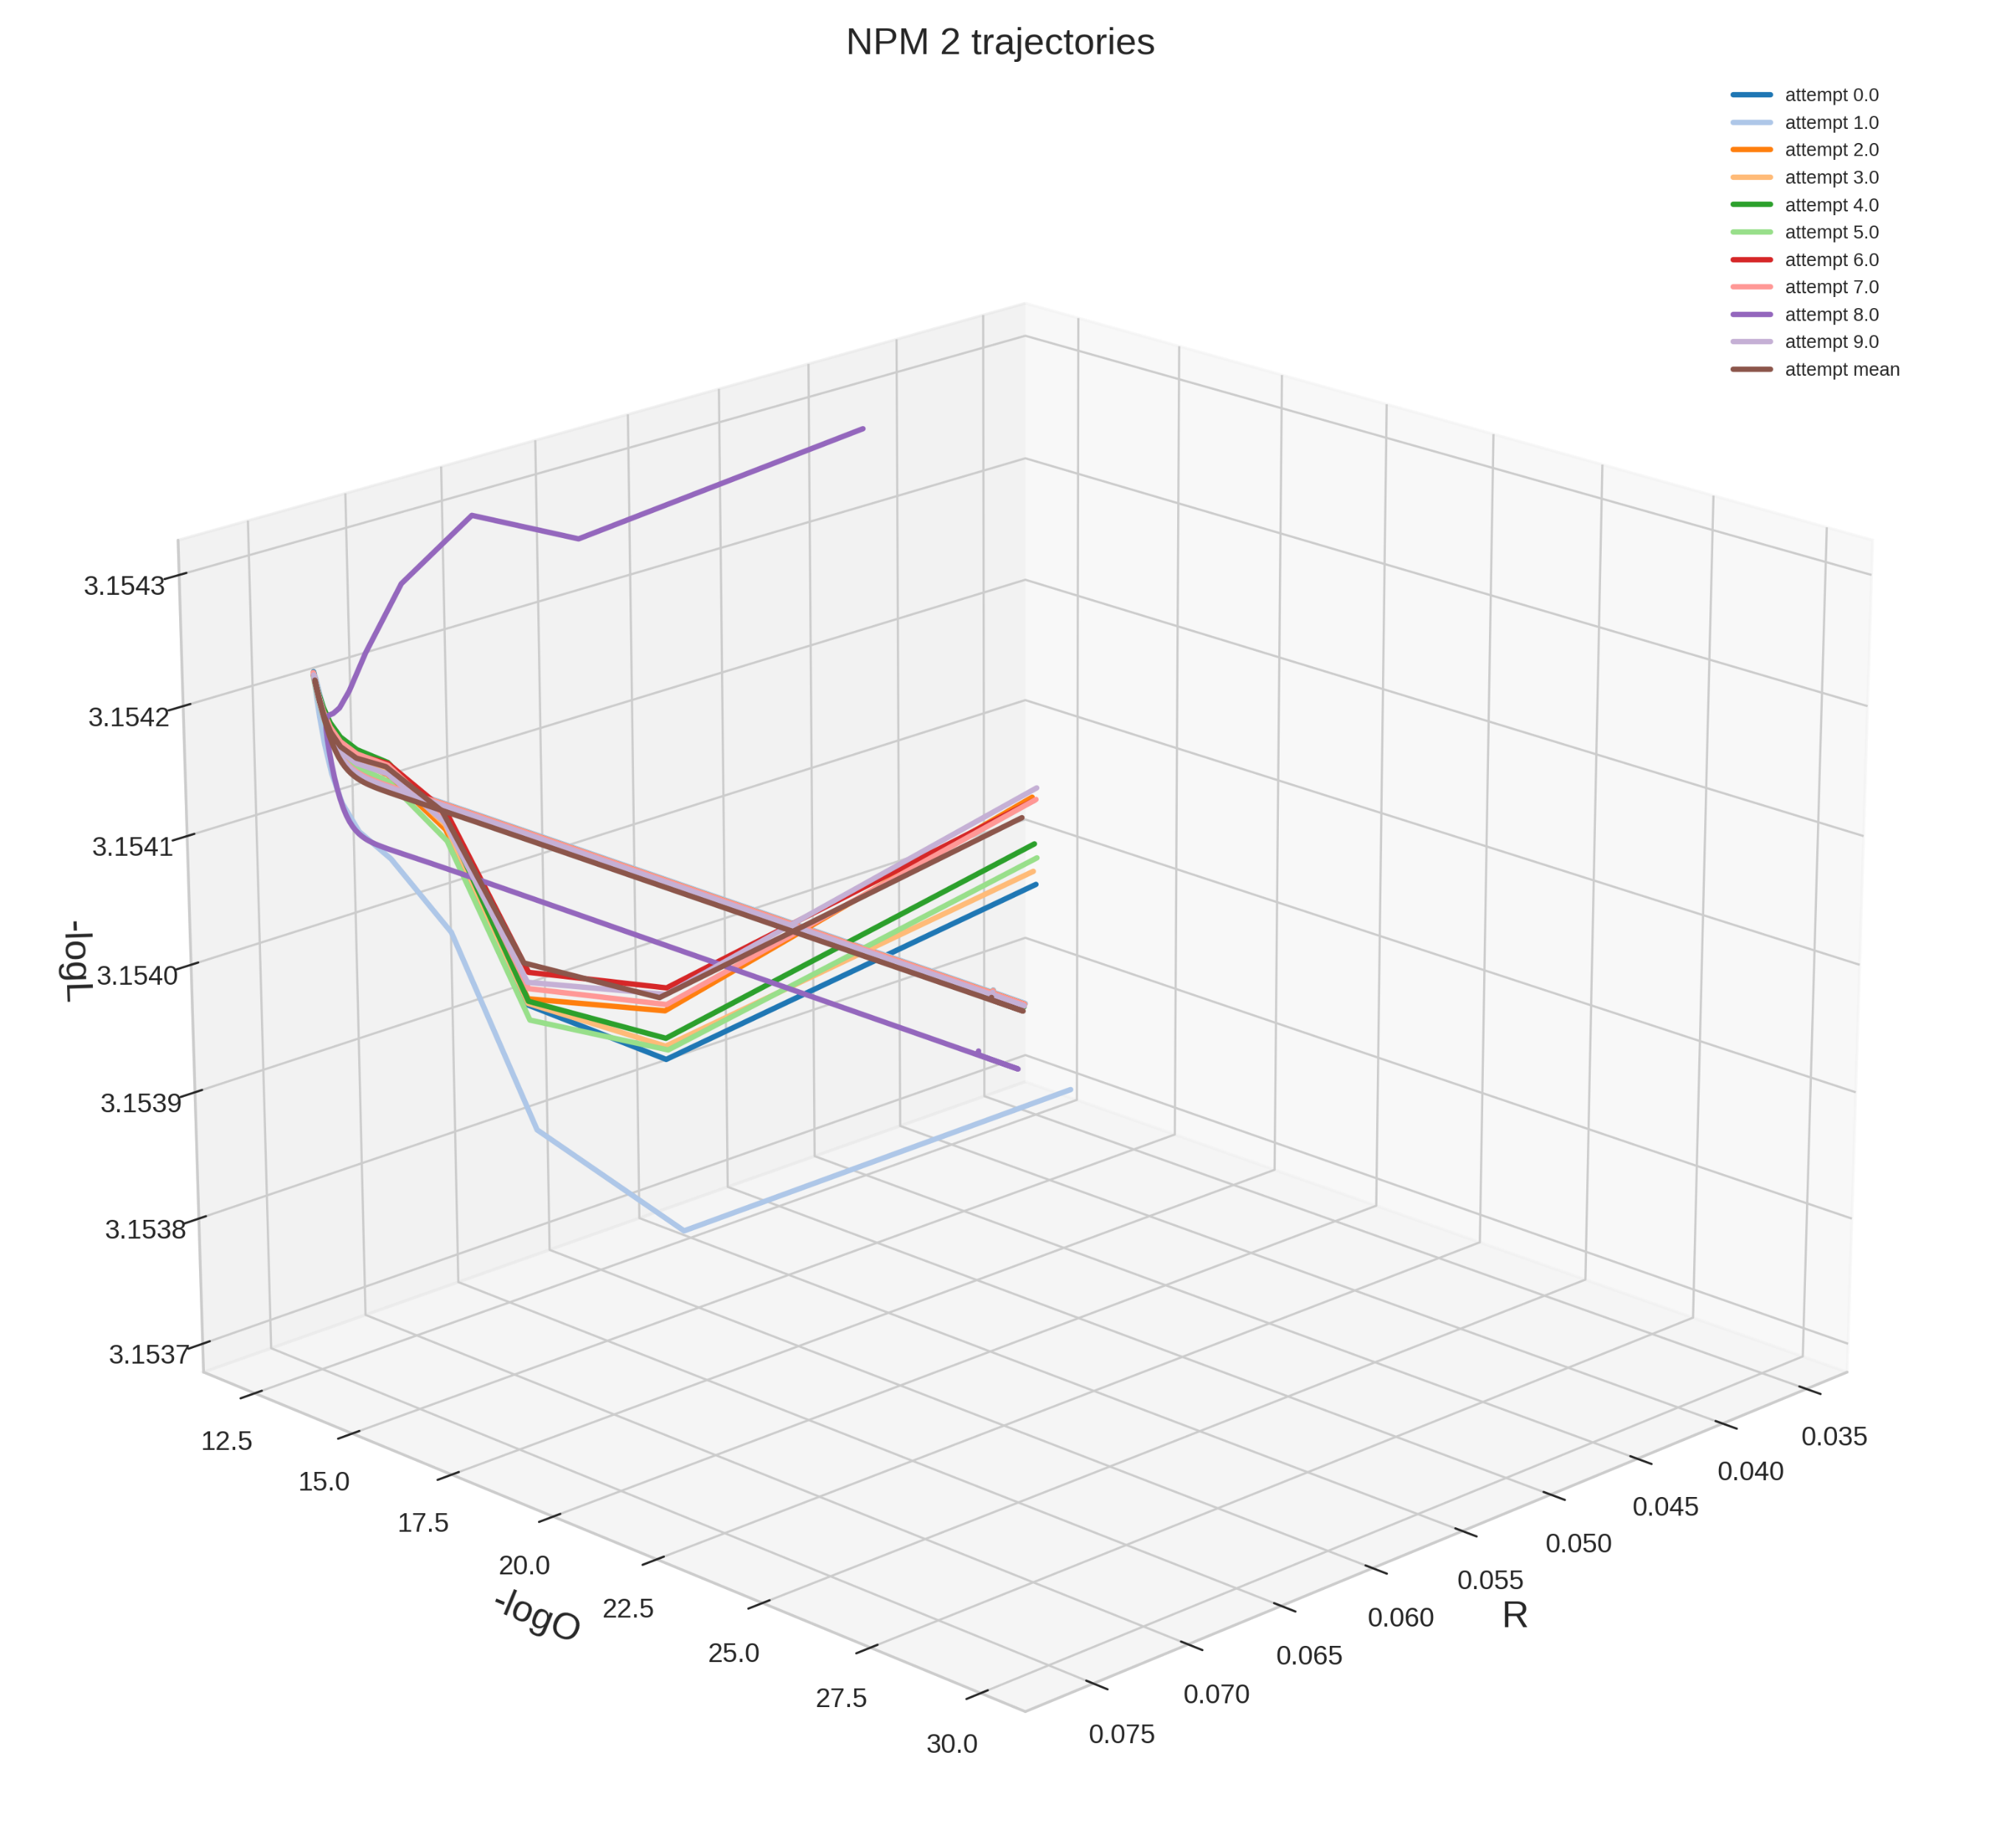 NPM 2 trajectories
attempt 0.0
attempt 1.0
attempt 2.0
attempt 3.0
attempt 4.0
attempt 5.0
attempt 6.0
attempt 7.0
attempt 8.0
attempt 9.0
attempt mean
3.1543
3.1542
3.1541
3.1540
3.1539
3.1538
3.1537
-logL
12.5
15.0
17.5
20.0
22.5
25.0
27.5
30.0
-logO
0.035
0.040
0.045
0.050
0.055
0.060
0.065
0.070
0.075
R